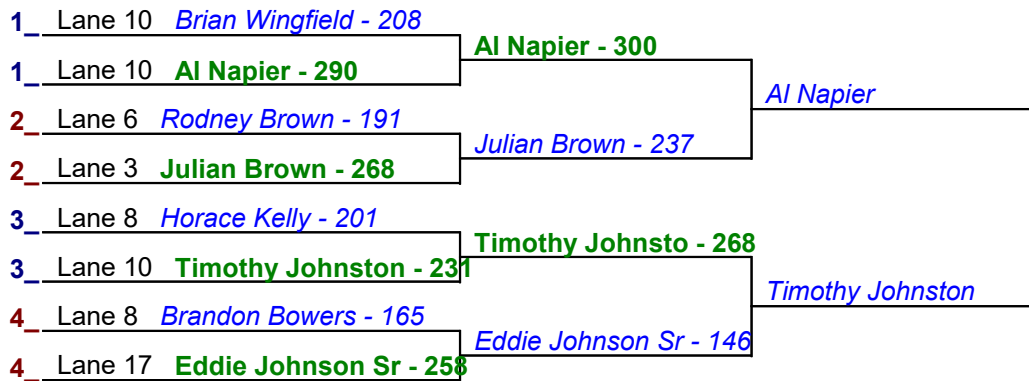 1_ Lane 10 Brian Wingfield - 208
1_ Lane 10 Al Napier - 290
2_ Lane 6 Rodney Brown - 191
2_ Lane 3 Julian Brown - 268
3_ Lane 8 Horace Kelly - 201
3_ Lane 10 Timothy Johnston - 231
4_ Lane 8 Brandon Bowers - 165
4_ Lane 17 Eddie Johnson Sr - 258
Al Napier - 300
Julian Brown - 237
Timothy Johnsto - 268
Eddie Johnson Sr - 146
Al Napier
Timothy Johnston